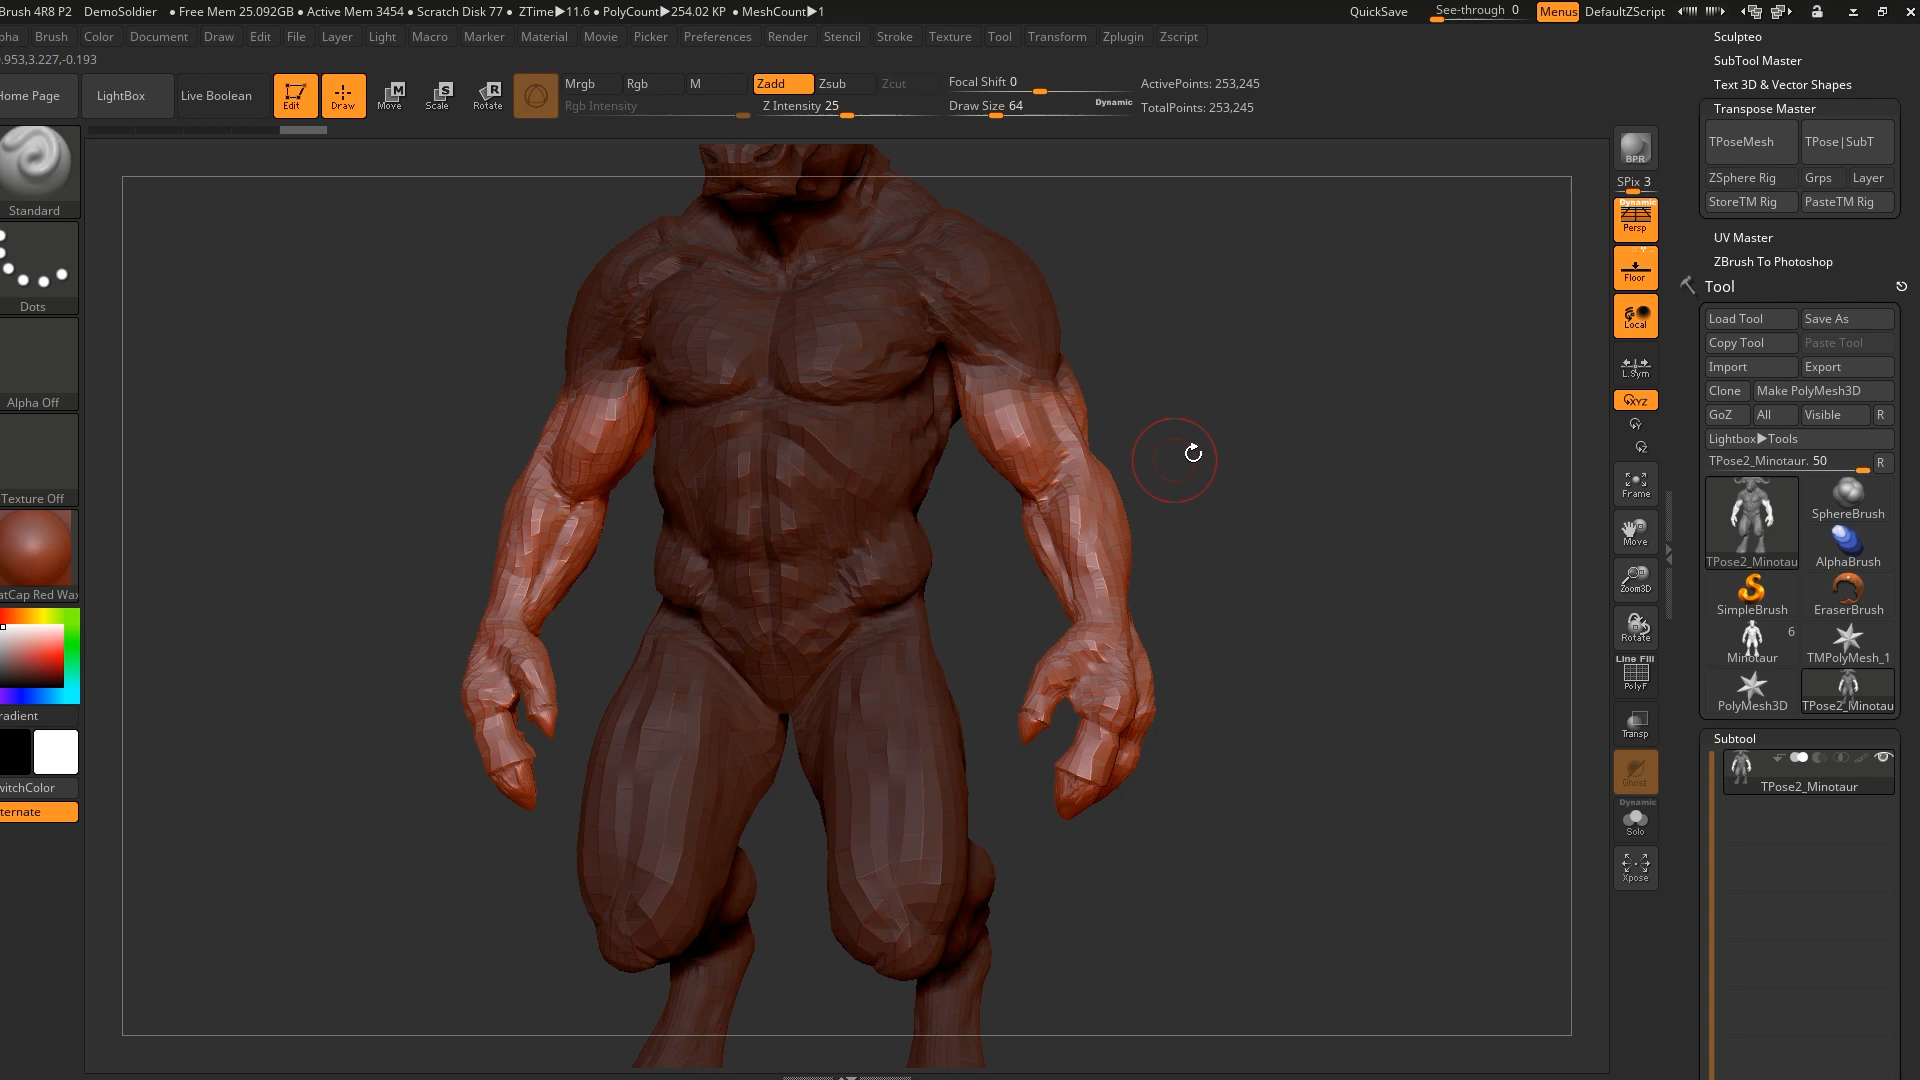 Brush 4R8 P2 DemoSoldier • Free Mem 25.092GB • Active Mem 3454 • Scratch Disk 77 • ZTime▶11.6 • PolyCount▶254.02 KP • MeshCount▶1 QuickSave See-through 0 Menus DefaultZScript
pha Brush Color Document Draw Edit File Layer Light Macro Marker Material Movie Picker Preferences Render Stencil Stroke Texture Tool Transform Zplugin Zscript
.953,3.227,-0.193
Home Page LightBox Live Boolean Edit Draw Move Scale Rotate
M S R
Mrgb Rgb M Zadd Zsub Zcut
Rgb Intensity Z Intensity 25
Focal Shift 0
Draw Size 64 Dynamic
ActivePoints: 253,245
TotalPoints: 253,245
Standard
Dots
Alpha Off
Texture Off
atCap Red Wax
radient
witchColor
ternate
BPR
SPix 3
Dynamic
Persp
Floor
Local
L.Sym
XYZ
Y
Z
Frame
Move
Zoom3D
Rotate
Line Fill
PolyF
Transp
Ghost
Dynamic
Solo
Xpose
Sculpteo
SubTool Master
Text 3D & Vector Shapes
Transpose Master
TPoseMesh TPose|SubT
ZSphere Rig Grps Layer
StoreTM Rig PasteTM Rig
UV Master
ZBrush To Photoshop
Tool
Load Tool Save As
Copy Tool Paste Tool
Import Export
Clone Make PolyMesh3D
GoZ All Visible R
Lightbox▶Tools
TPose2_Minotaur. 50 R
SphereBrush
TPose2_Minotau AlphaBrush
SimpleBrush EraserBrush
6
Minotaur TMPolyMesh_1
PolyMesh3D TPose2_Minotau
Subtool
TPose2_Minotaur